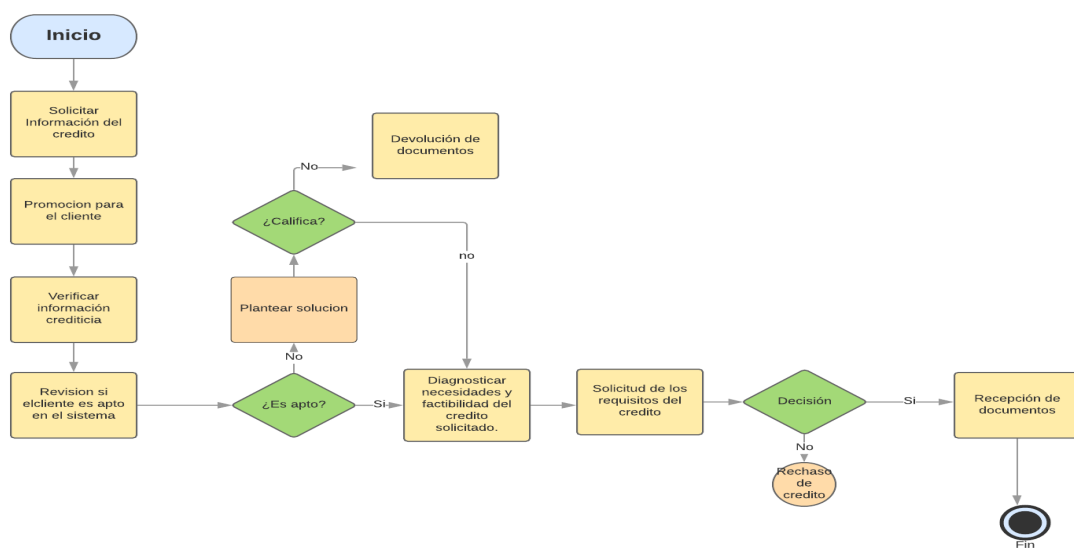 Inicio
Solicitar
Información del
credito
Promocion para
el cliente
Verificar
información
crediticia
Revision si
elcliente es apto
en el sistema
¿Es apto?
No
Plantear solucion
¿Califica?
No
Devolución de
documentos
no
Si
Diagnosticar
necesidades y
factibilidad del
credito
solicitado.
Solicitud de los
requisitos del
credito
Decisión
No
Rechaso
de
credito
Si
Recepción de
documentos
Fin